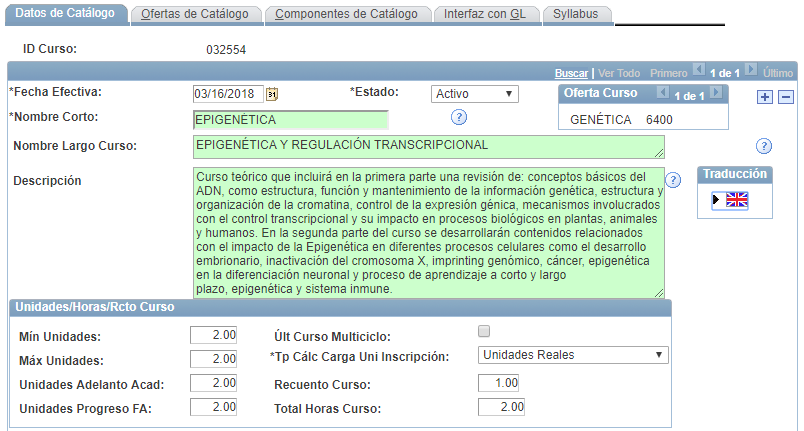 Datos de Catálogo Ofertas de Catálogo Componentes de Catálogo Interfaz con GL Syllabus
ID Curso: 032554
Buscar | Ver Todo Primero 1 de 1 Último
*Fecha Efectiva: 03/16/2018 31 *Estado: Activo Oferta Curso 1 de 1
*Nombre Corto: EPIGENÉTICA ? GENÉTICA 6400
Nombre Largo Curso: EPIGENÉTICA Y REGULACIÓN TRANSCRIPCIONAL ?
Descripción ? Traducción
Curso teórico que incluirá en la primera parte una revisión de: conceptos básicos del
ADN, como estructura, función y mantenimiento de la información genética, estructura y
organización de la cromatina, control de la expresión génica, mecanismos involucrados
con el control transcripcional y su impacto en procesos biológicos en plantas, animales
y humanos. En la segunda parte del curso se desarrollarán contenidos relacionados
con el impacto de la Epigenética en diferentes procesos celulares como el desarrollo
embrionario, inactivación del cromosoma X, imprinting genómico, cáncer, epigenética
en la diferenciación neuronal y proceso de aprendizaje a corto y largo
plazo, epigenética y sistema inmune.
Unidades/Horas/Rcto Curso
Mín Unidades: 2.00 Últ Curso Multiciclo:
Máx Unidades: 2.00 *Tp Cálc Carga Uni Inscripción: Unidades Reales
Unidades Adelanto Acad: 2.00 Recuento Curso: 1.00
Unidades Progreso FA: 2.00 Total Horas Curso: 2.00